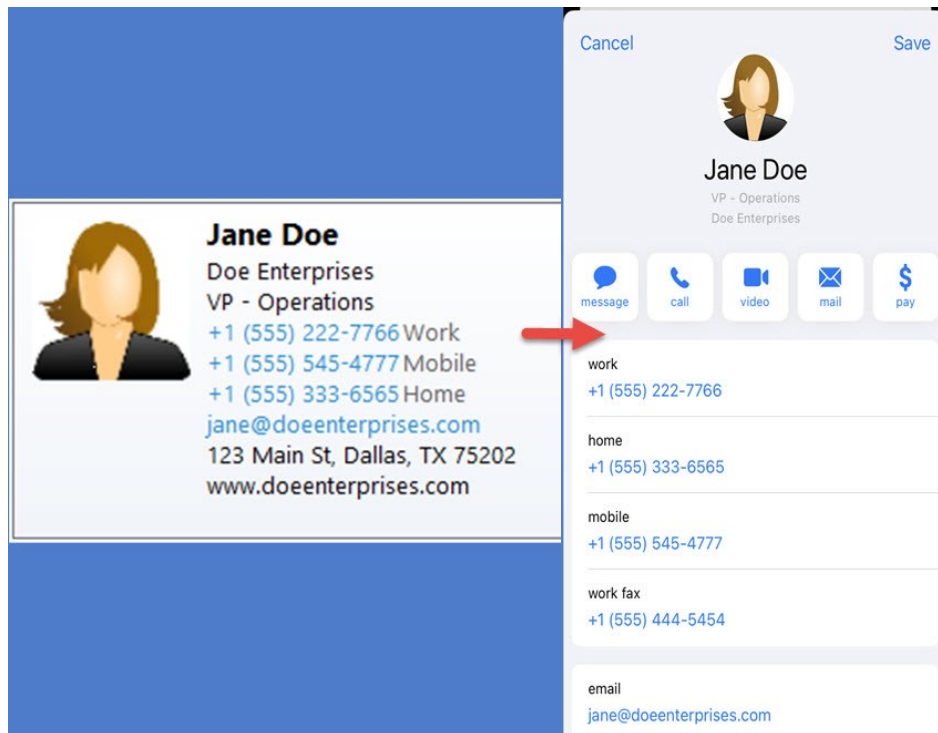 Jane Doe
Doe Enterprises
VP - Operations
+1 (555) 222-7766 Work
+1 (555) 545-4777 Mobile
+1 (555) 333-6565 Home
jane@doeenterprises.com
123 Main St, Dallas, TX 75202
www.doeenterprises.com
Cancel
Save
Jane Doe
VP - Operations
Doe Enterprises
message
call
video
mail
pay
work
+1 (555) 222-7766
home
+1 (555) 333-6565
mobile
+1 (555) 545-4777
work fax
+1 (555) 444-5454
email
jane@doeenterprises.com